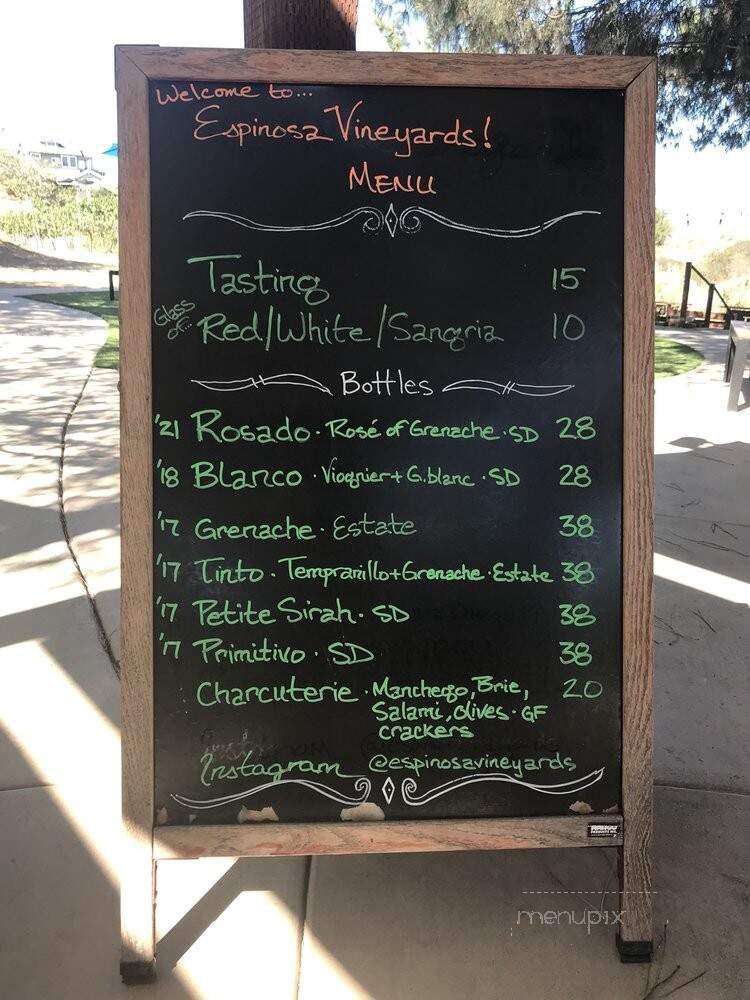 Welcome to...
Espinosa Vineyards!
MENU
Tasting 15
Glass of... Red/White/Sangria 10
Bottles
'21 Rosado · Rosé of Grenache · SD 28
'18 Blanco · Viognier + G.blanc · SD 28
'17 Grenache · Estate 38
'17 Tinto · Tempranillo + Grenache · Estate 38
'17 Petite Sirah · SD 38
'17 Primitivo · SD 38
Charcuterie · Manchego, Brie, 20
Salami, olives · GF
crackers
Instagram @espinosavineyards
menupix